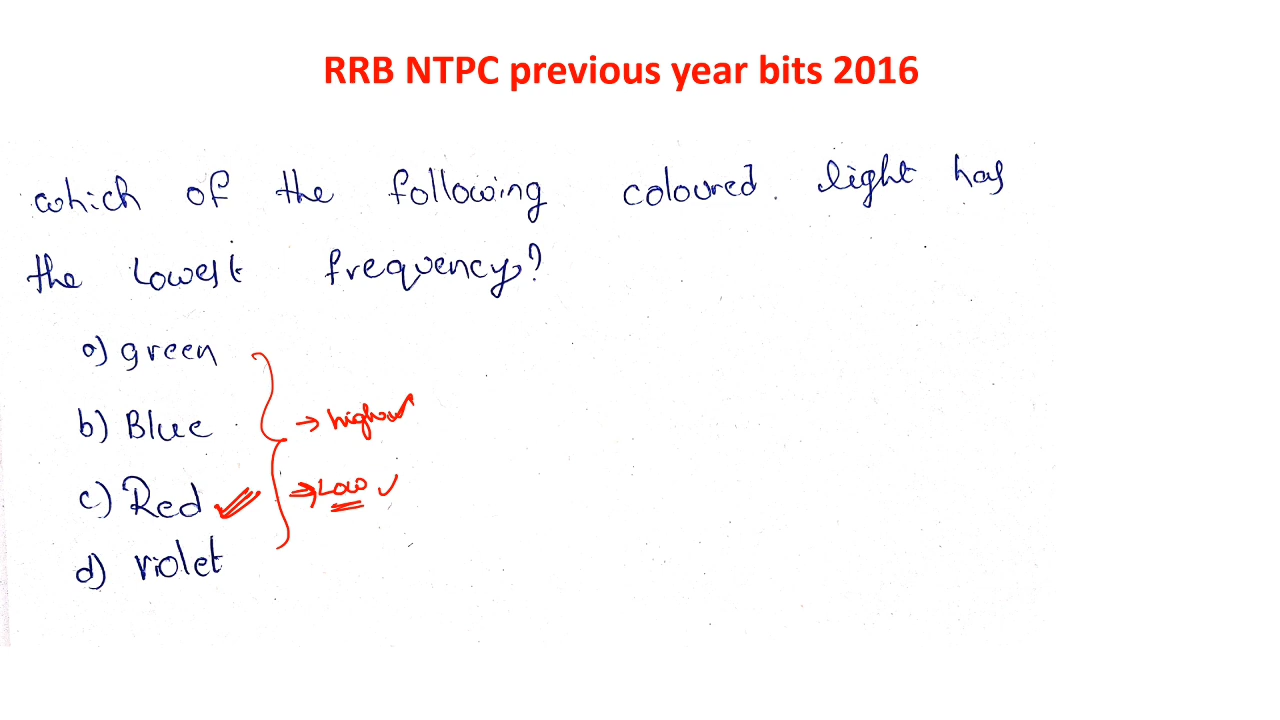 RRB NTPC previous year bits 2016
which of the following coloured light has
the lowest frequency?
a) green
b) Blue
→ higher
c) Red
→ Low
d) violet